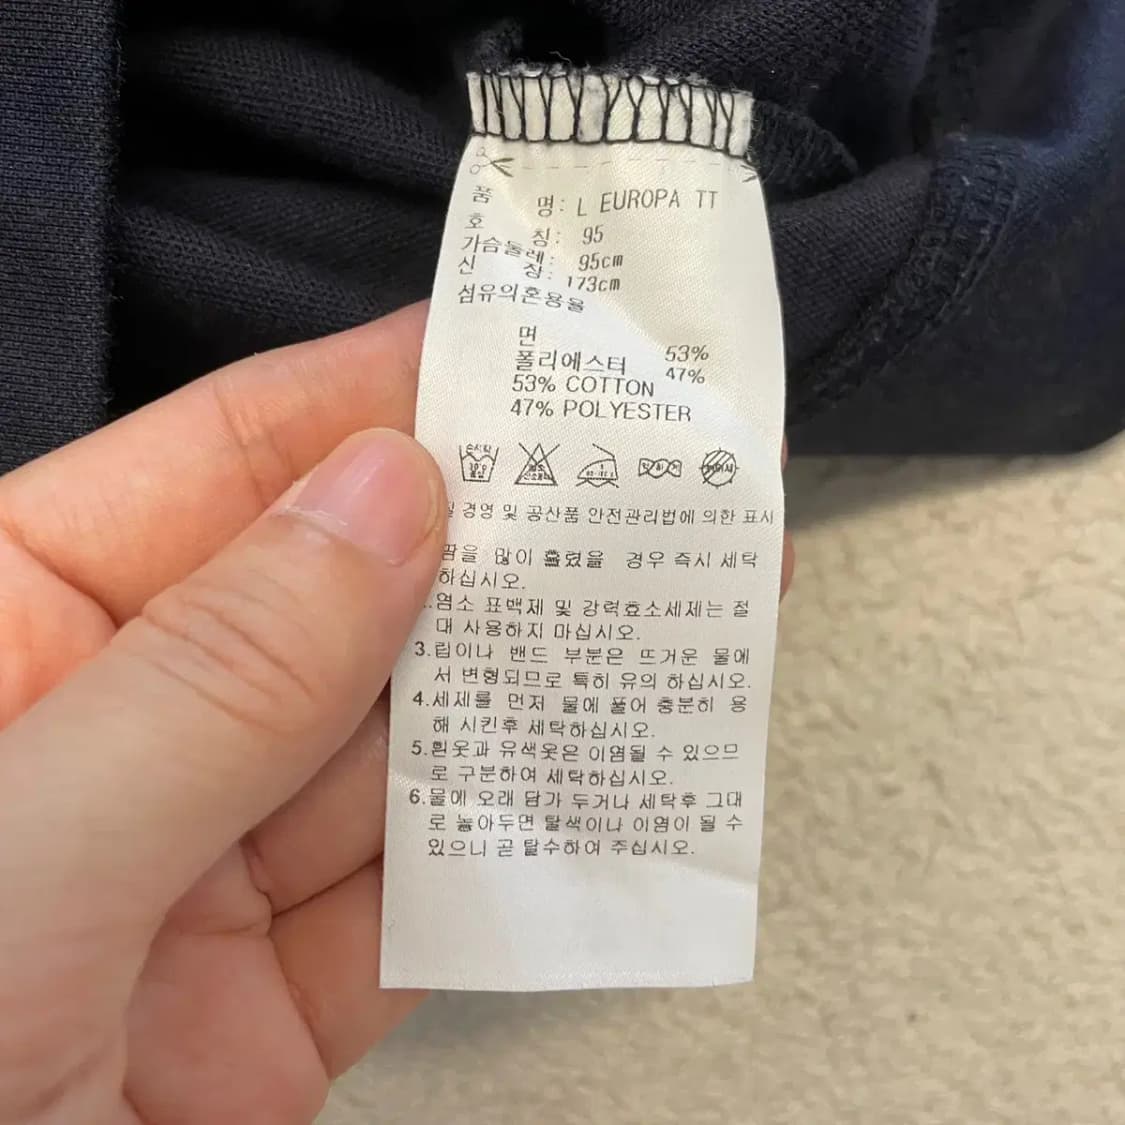 품 명: L EUROPA TT
호 칭: 95
가슴둘레: 95cm
신 장: 173cm
섬유의혼용율
면 53%
폴리에스터 47%
53% COTTON
47% POLYESTER
손세탁 30℃ 중성
염소
경영 및 공산품 안전관리법에 의한 표시
땀을 많이 흘렸을 경우 즉시 세탁
하십시오.
염소 표백제 및 강력효소세제는 절
대 사용하지 마십시오.
3.립이나 밴드 부분은 뜨거운 물에
서 변형되므로 특히 유의 하십시오.
4.세제를 먼저 물에 풀어 충분히 용
해 시킨후 세탁하십시오.
5.흰옷과 유색옷은 이염될 수 있으므
로 구분하여 세탁하십시오.
6.물에 오래 담가 두거나 세탁후 그대
로 놓아두면 탈색이나 이염이 될 수
있으니 곧 탈수하여 주십시오.